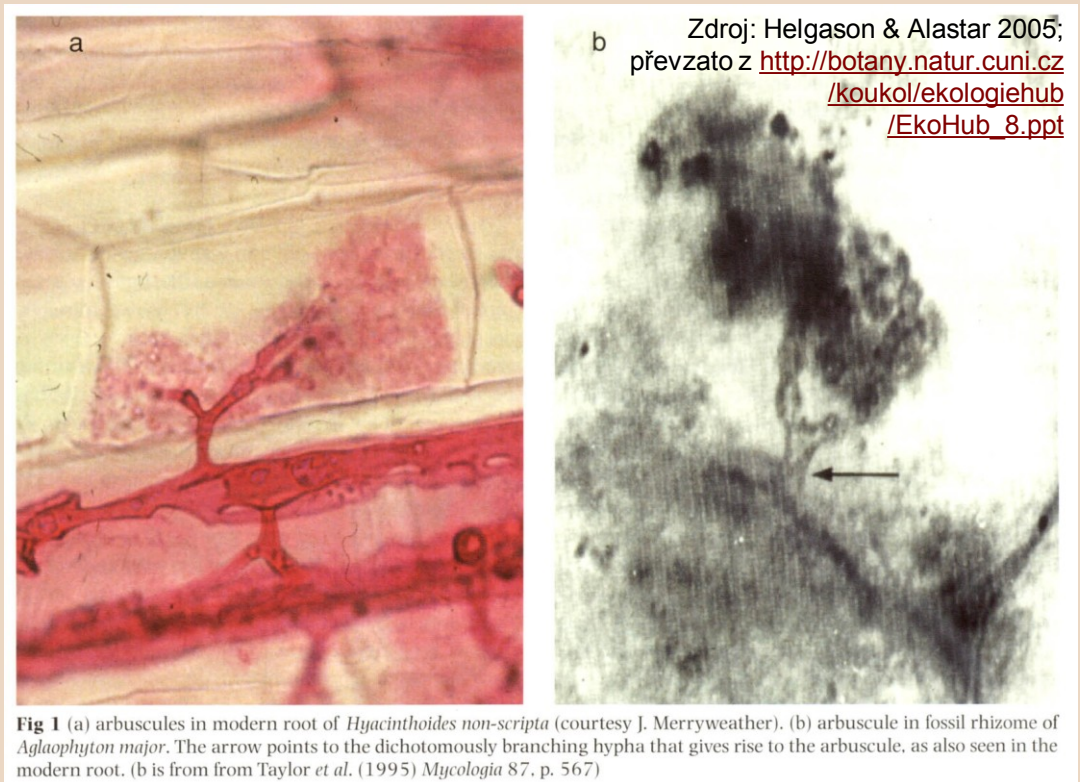 a
b
Zdroj: Helgason & Alastar 2005;
převzato z http://botany.natur.cuni.cz
/koukol/ekologiehub
/EkoHub_8.ppt
Fig 1 (a) arbuscules in modern root of Hyacinthoides non-scripta (courtesy J. Merryweather). (b) arbuscule in fossil rhizome of
Aglaophyton major. The arrow points to the dichotomously branching hypha that gives rise to the arbuscule, as also seen in the
modern root. (b is from from Taylor et al. (1995) Mycologia 87, p. 567)